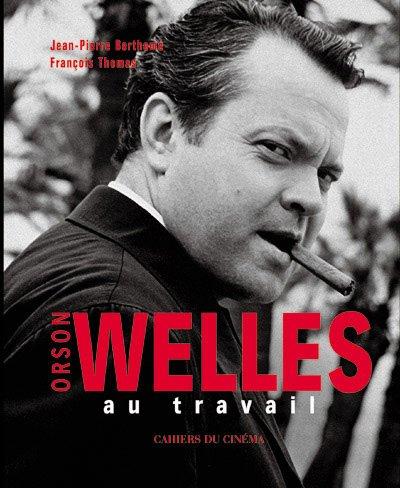 Jean-Pierre Berthomé
François Thomas
ORSON
WELLES
au travail
CAHIERS DU CINÉMA